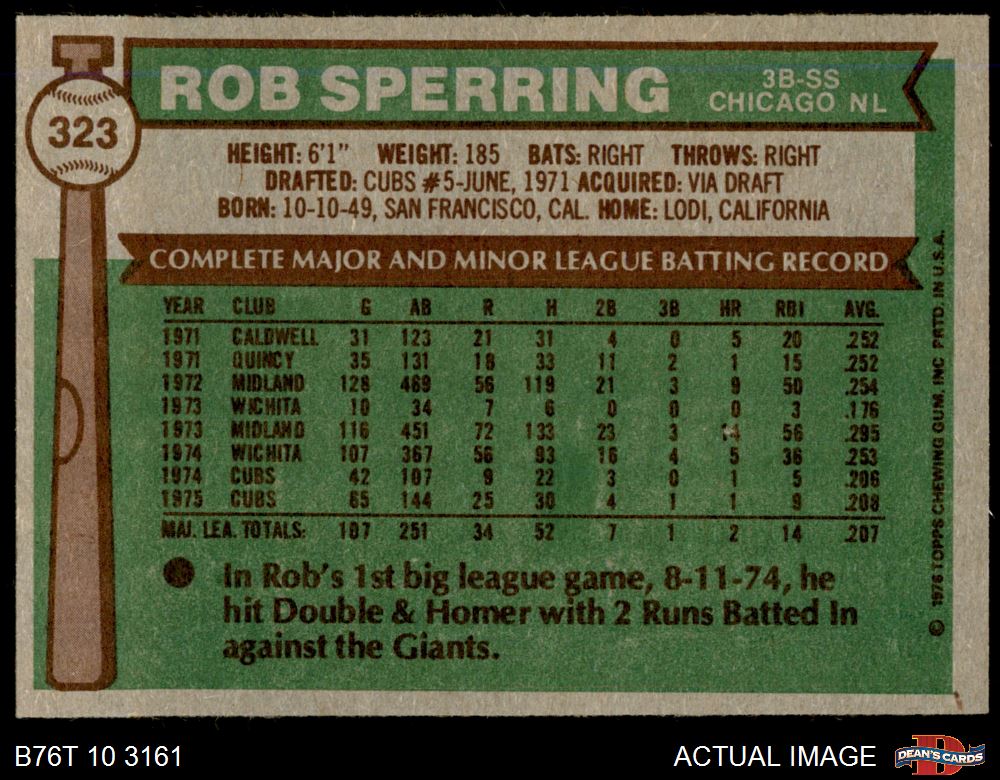 323
ROB SPERRING
3B-SS
CHICAGO NL
HEIGHT: 6'1" WEIGHT: 185 BATS: RIGHT THROWS: RIGHT
DRAFTED: CUBS #5-JUNE, 1971 ACQUIRED: VIA DRAFT
BORN: 10-10-49, SAN FRANCISCO, CAL. HOME: LODI, CALIFORNIA
COMPLETE MAJOR AND MINOR LEAGUE BATTING RECORD
YEAR CLUB G AB R H 2B 3B HR RBI AVG.
1971 CALDWELL 31 123 21 31 4 0 5 20 .252
1971 QUINCY 35 131 18 33 11 2 1 15 .252
1972 MIDLAND 128 469 56 119 21 3 9 50 .254
1973 WICHITA 10 34 7 6 0 0 0 3 .176
1973 MIDLAND 116 451 72 133 23 3 14 56 .295
1974 WICHITA 107 367 56 93 16 4 5 36 .253
1974 CUBS 42 107 9 22 3 0 1 5 .206
1975 CUBS 65 144 25 30 4 1 1 9 .208
MAJ. LEA. TOTALS: 107 251 34 52 7 1 2 14 .207
In Rob's 1st big league game, 8-11-74, he
hit Double & Homer with 2 Runs Batted In
against the Giants.
© 1976 TOPPS CHEWING GUM, INC PRTD. IN U.S.A.
B76T 10 3161
ACTUAL IMAGE
DEAN'S CARDS